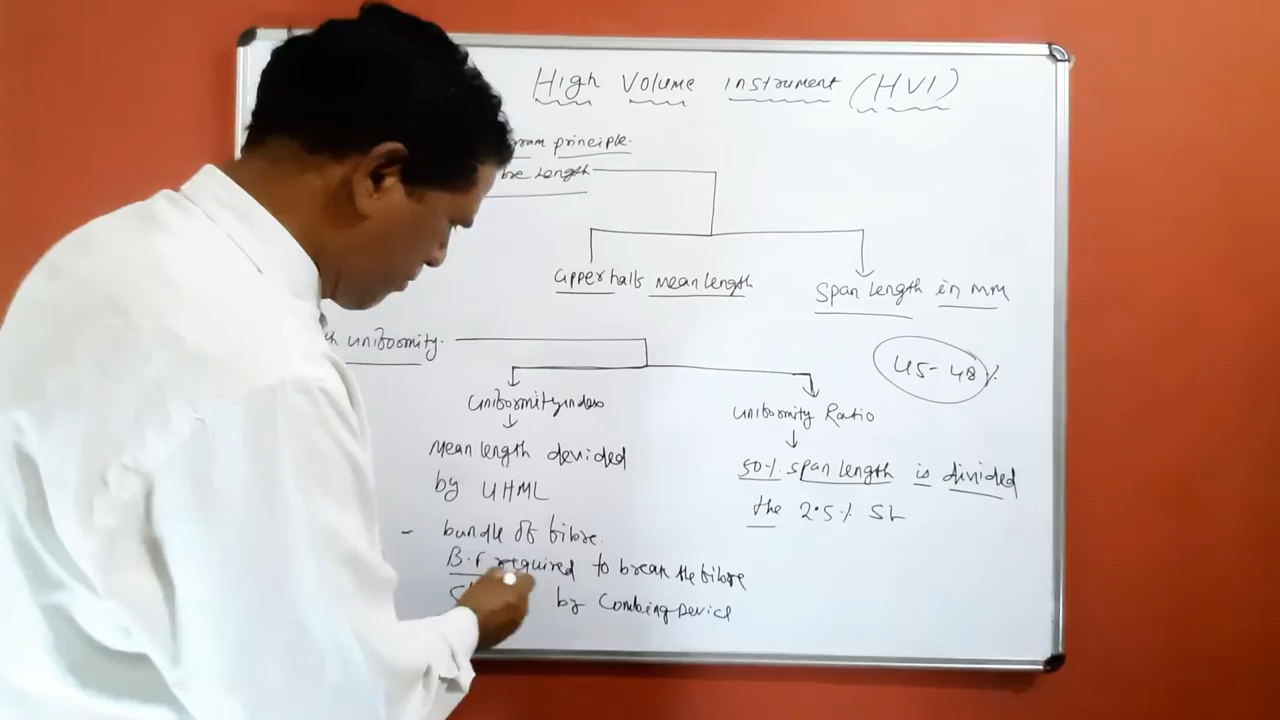 High Volume Instrument (HVI)
gram principle.
bre Length
upper halfs Mean length
Span Length in MM
uniformity.
45-48%
Uniformity index
Uniformity Ratio
Mean length devided
by UHML
50% span length is divided
the 2.5% SL
- bundle of fibre.
B.F required to break the fibre
by Combing Device